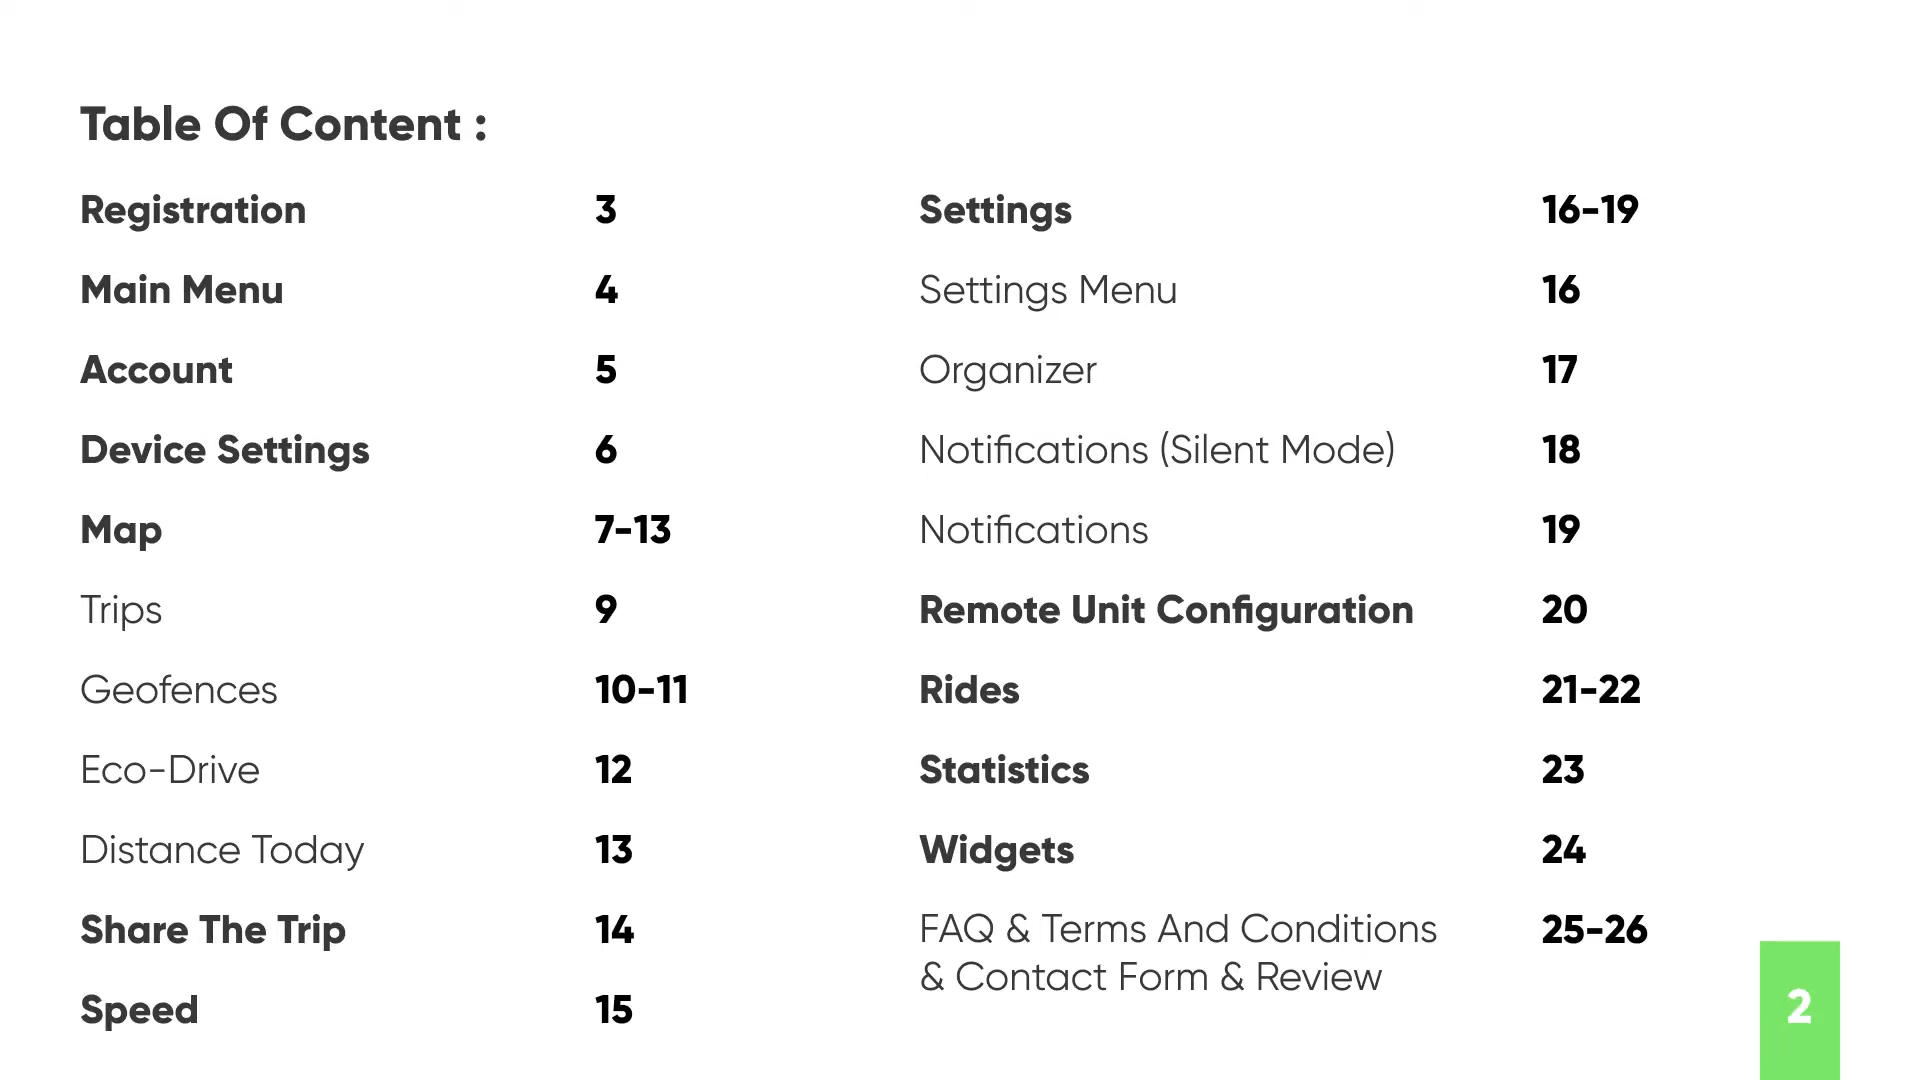 Table Of Content :
Registration 3
Main Menu 4
Account 5
Device Settings 6
Map 7-13
Trips 9
Geofences 10-11
Eco-Drive 12
Distance Today 13
Share The Trip 14
Speed 15
Settings 16-19
Settings Menu 16
Organizer 17
Notifications (Silent Mode) 18
Notifications 19
Remote Unit Configuration 20
Rides 21-22
Statistics 23
Widgets 24
FAQ & Terms And Conditions 25-26
& Contact Form & Review
2